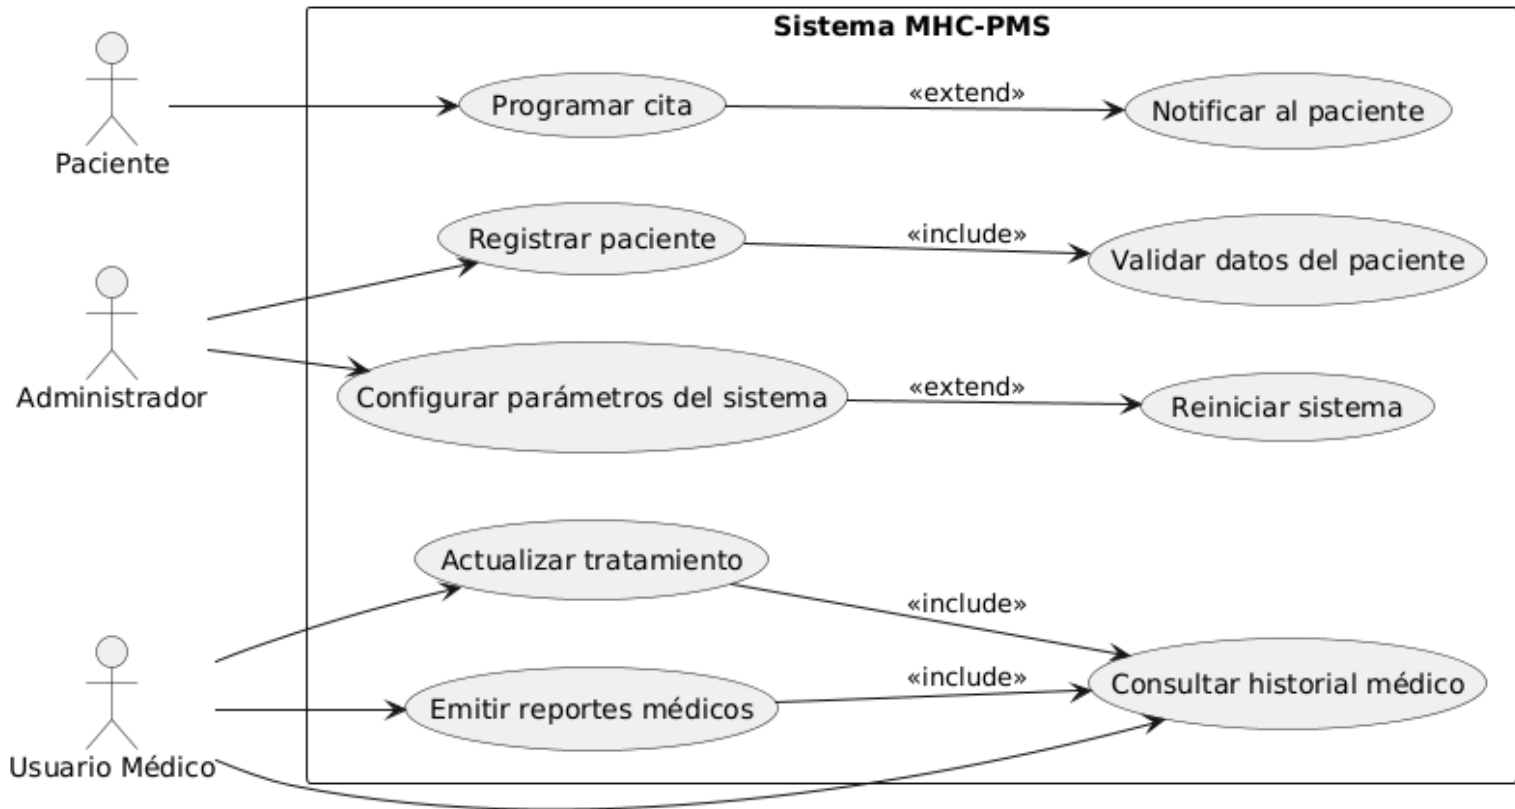 Sistema MHC-PMS
Paciente
Programar cita
«extend»
Notificar al paciente
Administrador
Registrar paciente
«include»
Validar datos del paciente
Configurar parámetros del sistema
«extend»
Reiniciar sistema
Usuario Médico
Actualizar tratamiento
«include»
Emitir reportes médicos
«include»
Consultar historial médico